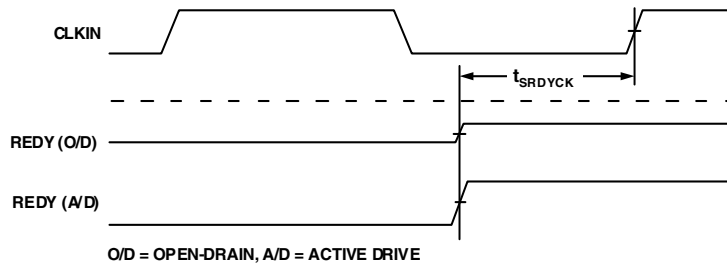 CLKIN
tSRDYCK
REDY (O/D)
REDY (A/D)
O/D = OPEN-DRAIN, A/D = ACTIVE DRIVE